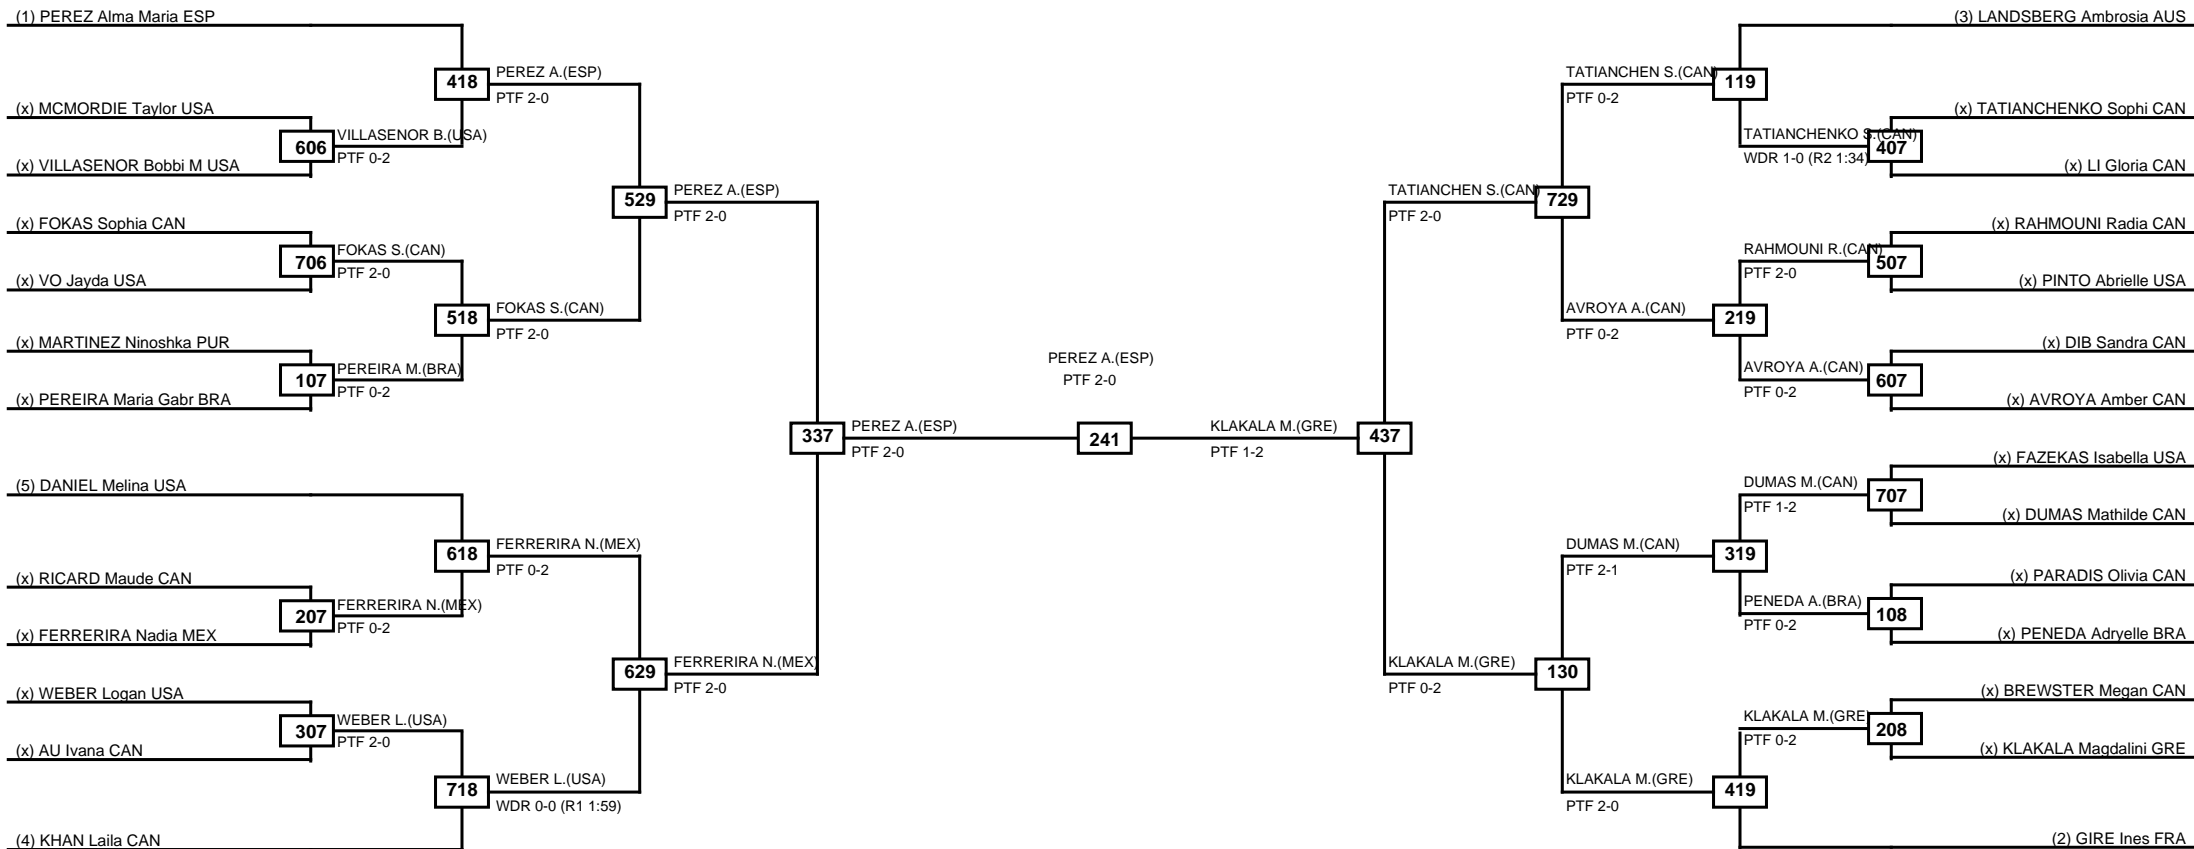 (1) PEREZ Alma Maria ESP
418
PEREZ A.(ESP)
PTF 2-0
(x) MCMORDIE Taylor USA
606
VILLASENOR B.(USA)
PTF 0-2
(x) VILLASENOR Bobbi M USA
529
PEREZ A.(ESP)
PTF 2-0
(x) FOKAS Sophia CAN
706
FOKAS S.(CAN)
PTF 2-0
(x) VO Jayda USA
518
FOKAS S.(CAN)
PTF 2-0
(x) MARTINEZ Ninoshka PUR
107
PEREIRA M.(BRA)
PTF 0-2
(x) PEREIRA Maria Gabr BRA
337
PEREZ A.(ESP)
PTF 2-0
(5) DANIEL Melina USA
618
FERRERIRA N.(MEX)
PTF 0-2
(x) RICARD Maude CAN
207
FERRERIRA N.(MEX)
PTF 0-2
(x) FERRERIRA Nadia MEX
629
FERRERIRA N.(MEX)
PTF 2-0
(x) WEBER Logan USA
307
WEBER L.(USA)
PTF 2-0
(x) AU Ivana CAN
718
WEBER L.(USA)
WDR 0-0 (R1 1:59)
(4) KHAN Laila CAN
PEREZ A.(ESP)
PTF 2-0
241
KLAKALA M.(GRE)
PTF 1-2
437
(3) LANDSBERG Ambrosia AUS
TATIANCHEN S.(CAN)
PTF 0-2
119
(x) TATIANCHENKO Sophi CAN
TATIANCHENKO S.(CAN)
WDR 1-0 (R2 1:34)
407
(x) LI Gloria CAN
TATIANCHEN S.(CAN)
PTF 2-0
729
(x) RAHMOUNI Radia CAN
RAHMOUNI R.(CAN)
PTF 2-0
507
(x) PINTO Abrielle USA
AVROYA A.(CAN)
PTF 0-2
219
(x) DIB Sandra CAN
AVROYA A.(CAN)
PTF 0-2
607
(x) AVROYA Amber CAN
(x) FAZEKAS Isabella USA
DUMAS M.(CAN)
PTF 1-2
707
(x) DUMAS Mathilde CAN
DUMAS M.(CAN)
PTF 2-1
319
(x) PARADIS Olivia CAN
PENEDA A.(BRA)
PTF 0-2
108
(x) PENEDA Adryelle BRA
KLAKALA M.(GRE)
PTF 0-2
130
(x) BREWSTER Megan CAN
KLAKALA M.(GRE
PTF 0-2
208
(x) KLAKALA Magdalini GRE
KLAKALA M.(GRE)
PTF 2-0
419
(2) GIRE Ines FRA